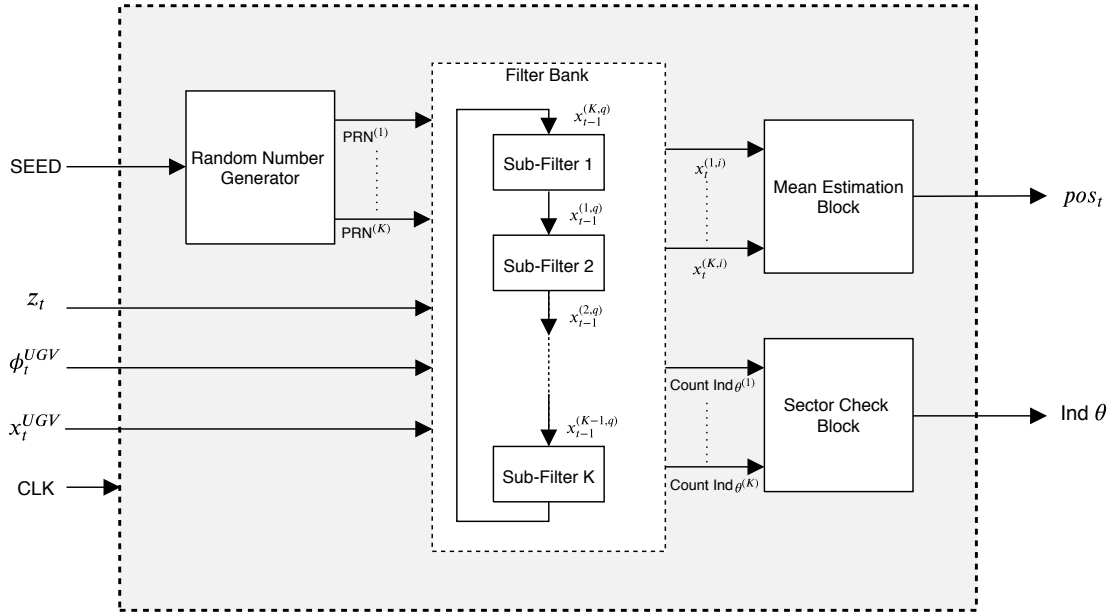 Filter Bank
SEED
Random Number
Generator
PRN⁽¹⁾
PRN⁽ᴷ⁾
x_{t−1}^{(K,q)}
Sub-Filter 1
x_{t−1}^{(1,q)}
Sub-Filter 2
x_{t−1}^{(2,q)}
x_{t−1}^{(K−1,q)}
Sub-Filter K
x_t^{(1,i)}
x_t^{(K,i)}
Mean Estimation
Block
pos_t
z_t
ϕ_t^{UGV}
x_t^{UGV}
CLK
Count Ind θ⁽¹⁾
Count Ind θ⁽ᴷ⁾
Sector Check
Block
Ind θ